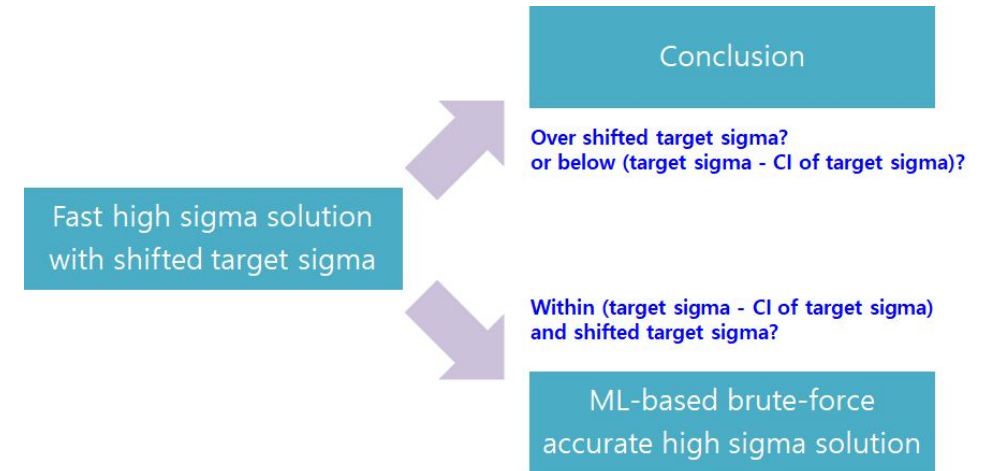 Conclusion
Over shifted target sigma?
or below (target sigma - CI of target sigma)?
Fast high sigma solution
with shifted target sigma
Within (target sigma - CI of target sigma)
and shifted target sigma?
ML-based brute-force
accurate high sigma solution